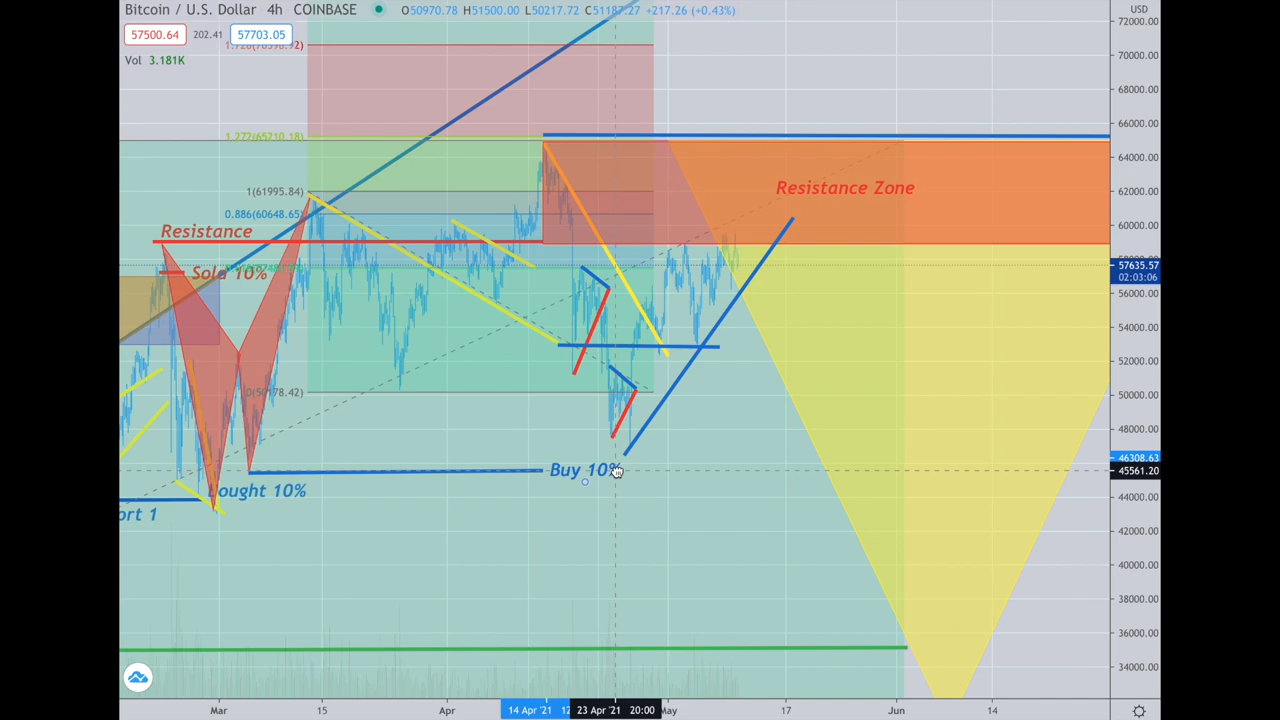 Bitcoin / U.S. Dollar 4h COINBASE O50970.78 H51500.00 L50217.72 C51187.27 +217.26 (+0.43%)
USD
57500.64 202.41 57703.05
Vol 3.181K
72000.00
70000.00
68000.00
66000.00
64000.00
62000.00
60000.00
56000.00
54000.00
52000.00
50000.00
48000.00
44000.00
42000.00
40000.00
38000.00
36000.00
34000.00
57635.57
02:03:06
46308.63
45561.20
1.272(65710.18)
1(61995.84)
0.886(60648.65)
0(50178.42)
Resistance Zone
Resistance
Sold 10%
Buy 10%
ought 10%
ort 1
Mar 15 Apr 14 Apr '21 12 23 Apr '21 20:00 May 17 Jun 14